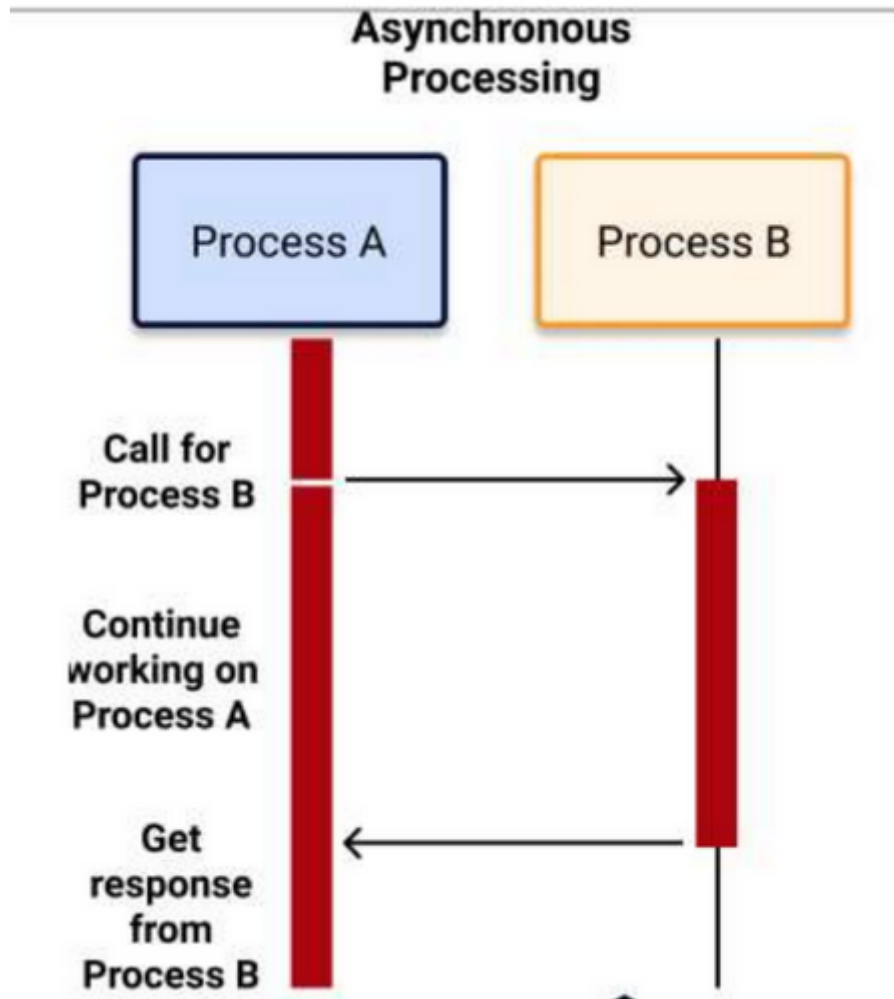 Asynchronous
Processing
Process A
Process B
Call for
Process B
Continue
working on
Process A
Get
response
from
Process B